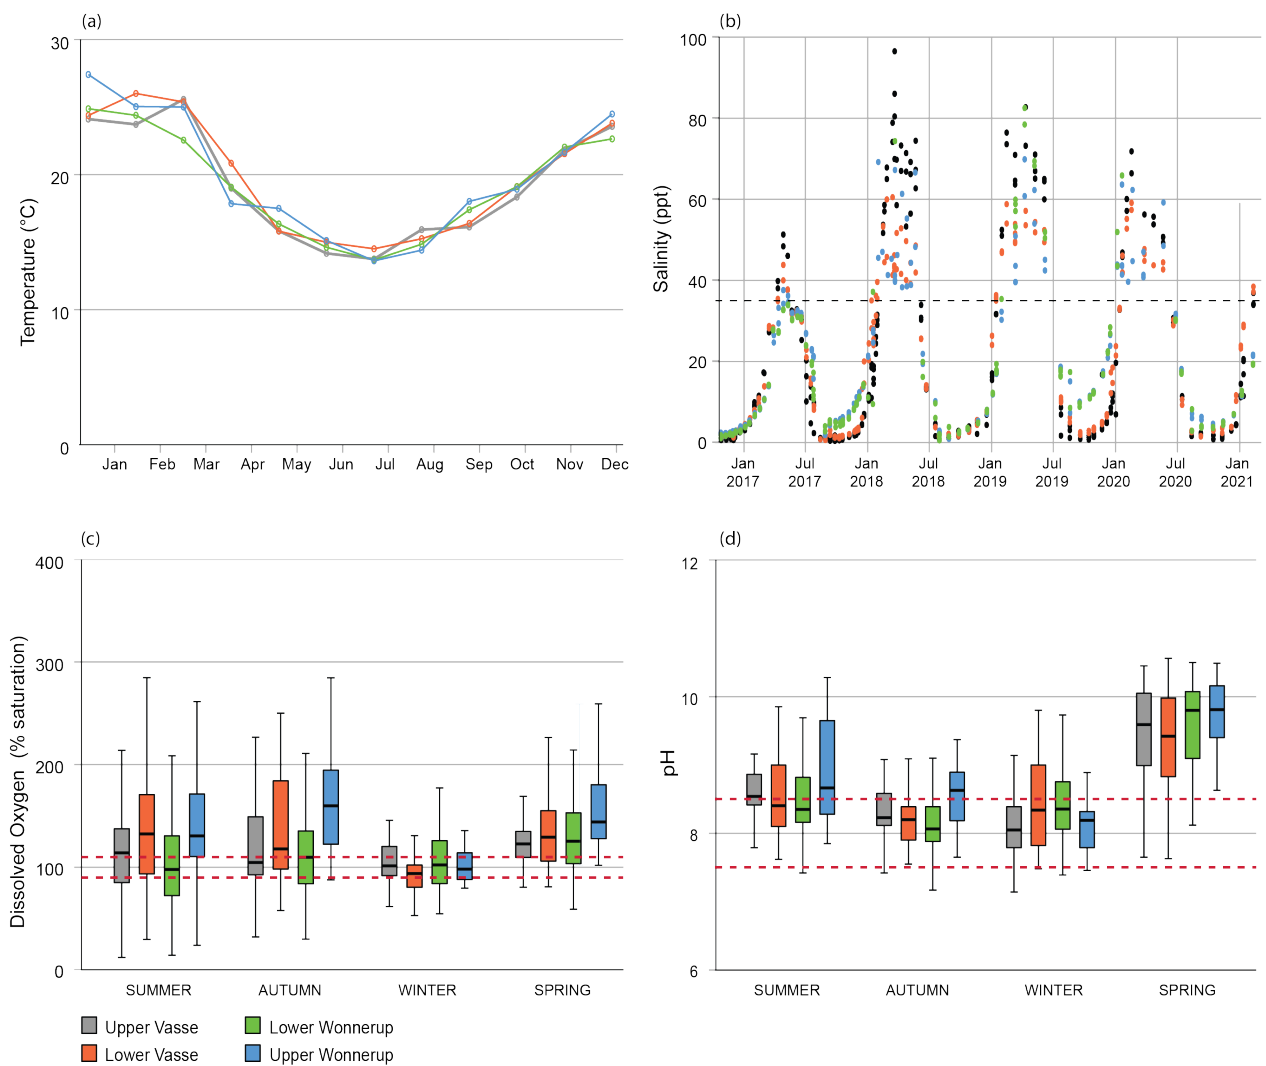 (a)
30
20
10
0
Temperature (°C)
Jan Feb Mar Apr May Jun Jul Aug Sep Oct Nov Dec
(b)
100
80
60
40
20
0
Salinity (ppt)
Jan Jul Jan Jul Jan Jul Jan Jul Jan
2017 2017 2018 2018 2019 2019 2020 2020 2021
(c)
400
300
200
100
0
Dissolved Oxygen (% saturation)
SUMMER AUTUMN WINTER SPRING
(d)
12
10
8
6
pH
SUMMER AUTUMN WINTER SPRING
Upper Vasse Lower Wonnerup
Lower Vasse Upper Wonnerup